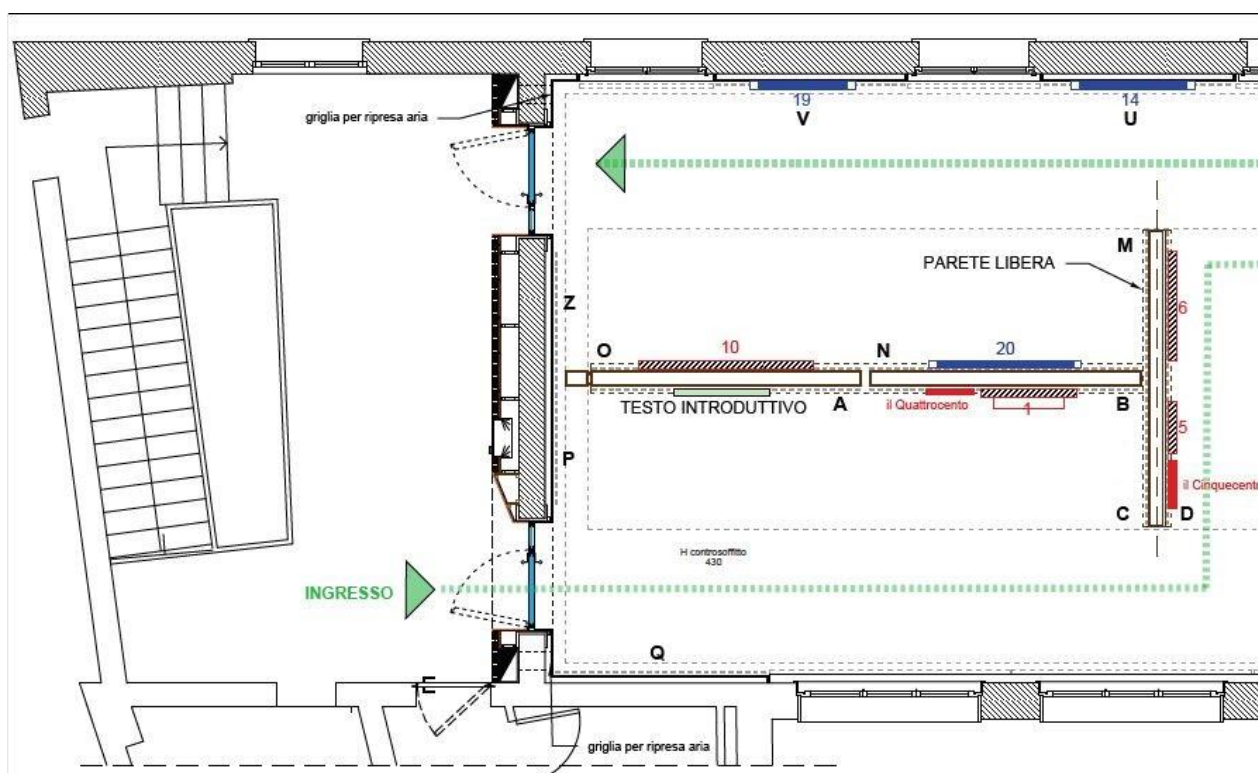 19
14
V
U
griglia per ripresa aria
M
PARETE LIBERA
Z
6
O
10
N
20
TESTO INTRODUTTIVO
A
il Quattrocento
1
B
5
P
il Cinquecento
C
D
H controsoffitto
430
INGRESSO
Q
griglia per ripresa aria